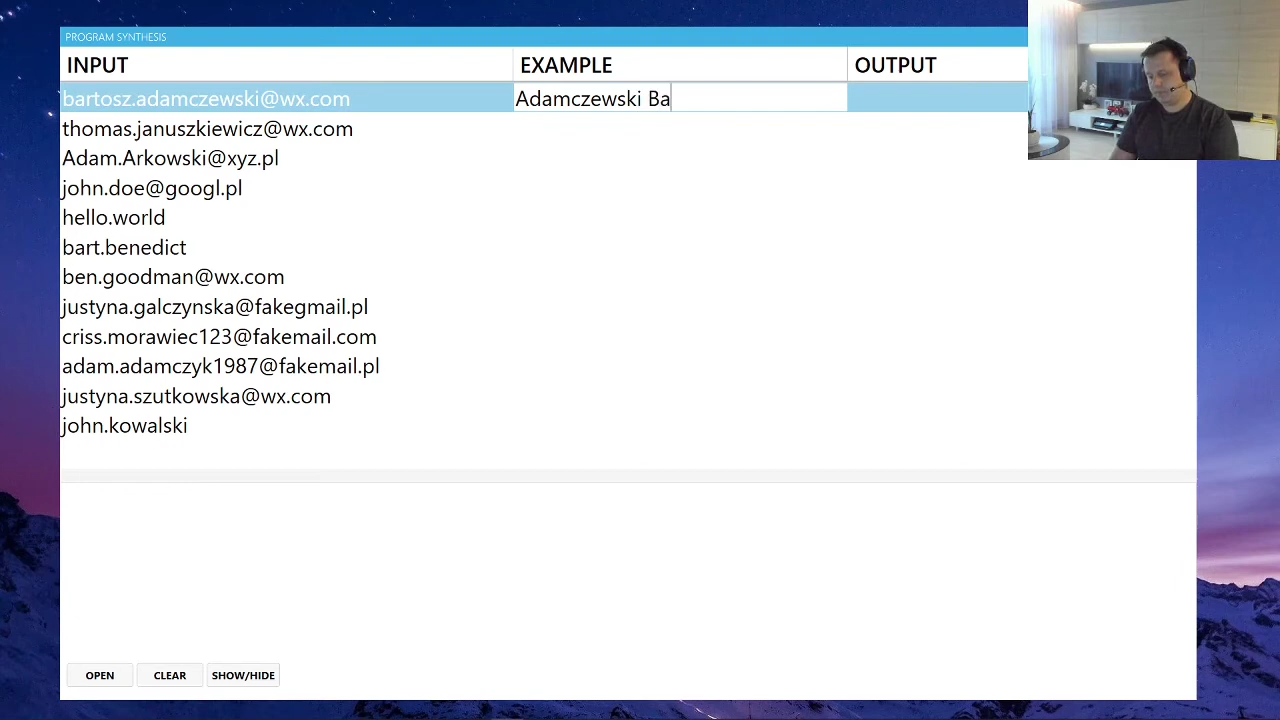 PROGRAM SYNTHESIS
INPUT EXAMPLE OUTPUT
bartosz.adamczewski@wx.com Adamczewski Ba
thomas.januszkiewicz@wx.com
Adam.Arkowski@xyz.pl
john.doe@googl.pl
hello.world
bart.benedict
ben.goodman@wx.com
justyna.galczynska@fakegmail.pl
criss.morawiec123@fakemail.com
adam.adamczyk1987@fakemail.pl
justyna.szutkowska@wx.com
john.kowalski
OPEN CLEAR SHOW/HIDE